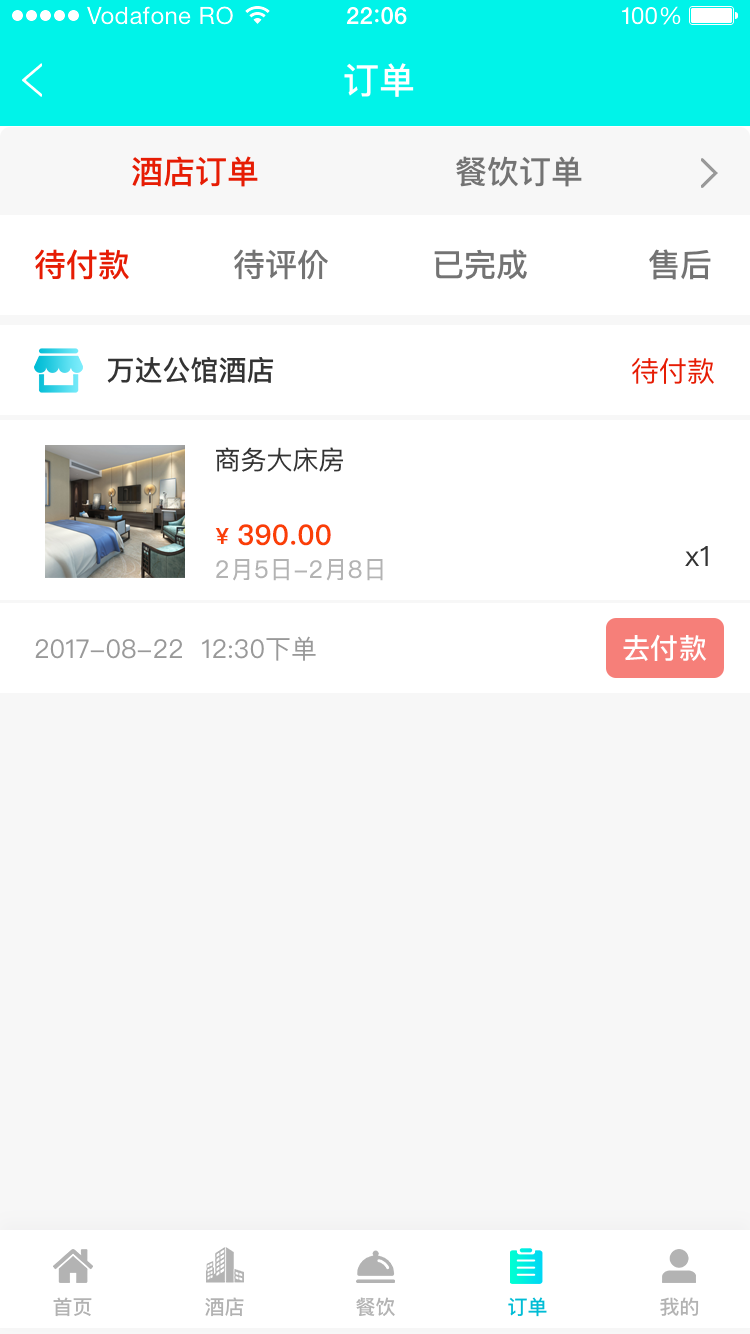 Vodafone RO 22:06 100%
订单
酒店订单 餐饮订单
待付款 待评价 已完成 售后
万达公馆酒店 待付款
商务大床房
¥ 390.00
2月5日-2月8日 x1
2017-08-22 12:30下单 去付款
首页 酒店 餐饮 订单 我的